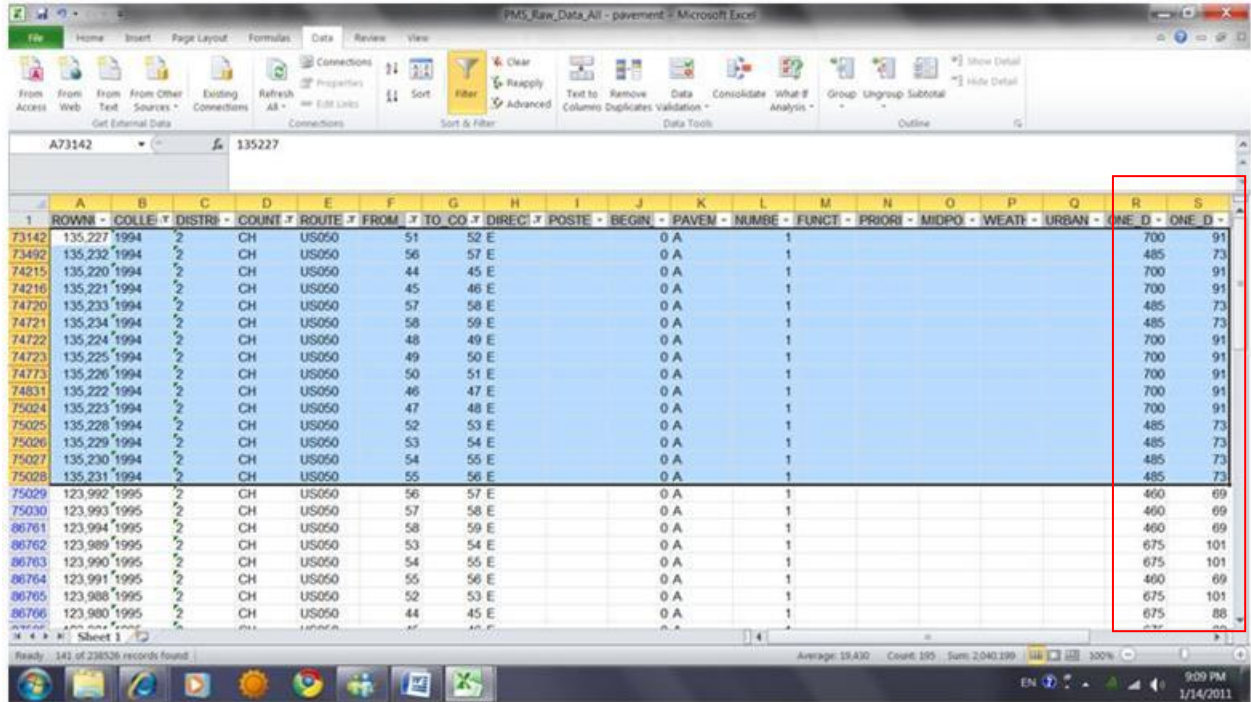 PMS_Raw_Data_All - pavement - Microsoft Excel
File Home Insert Page Layout Formulas Data Review View
Connections Clear Show Detail
Properties Reapply Hide Detail
From Access From Web From Text From Other Sources Existing Connections Refresh All Edit Links Sort Filter Advanced Text to Columns Remove Duplicates Data Validation Consolidate What-If Analysis Group Ungroup Subtotal
Get External Data Connections Sort & Filter Data Tools Outline
A73142 fx 135227
A B C D E F G H I J K L M N O P Q R S
1 ROWN COLLE DISTRI COUNT ROUTE FROM_ TO_CO DIRECT POSTE BEGIN_ PAVEM NUMBE FUNCT PRIORI MIDPO WEATH URBAN ONE_D ONE_D
73142 135,227 1994 2 CH US050 51 52 E 0 A 1 700 91
73492 135,232 1994 2 CH US050 56 57 E 0 A 1 485 73
74215 135,220 1994 2 CH US050 44 45 E 0 A 1 700 91
74216 135,221 1994 2 CH US050 45 46 E 0 A 1 700 91
74720 135,233 1994 2 CH US050 57 58 E 0 A 1 485 73
74721 135,234 1994 2 CH US050 58 59 E 0 A 1 485 73
74722 135,224 1994 2 CH US050 48 49 E 0 A 1 700 91
74723 135,225 1994 2 CH US050 49 50 E 0 A 1 700 91
74773 135,226 1994 2 CH US050 50 51 E 0 A 1 700 91
74831 135,222 1994 2 CH US050 46 47 E 0 A 1 700 91
75024 135,223 1994 2 CH US050 47 48 E 0 A 1 700 91
75025 135,228 1994 2 CH US050 52 53 E 0 A 1 485 73
75026 135,229 1994 2 CH US050 53 54 E 0 A 1 485 73
75027 135,230 1994 2 CH US050 54 55 E 0 A 1 485 73
75028 135,231 1994 2 CH US050 55 56 E 0 A 1 485 73
75029 123,992 1995 2 CH US050 56 57 E 0 A 1 460 69
75030 123,993 1995 2 CH US050 57 58 E 0 A 1 460 69
86761 123,994 1995 2 CH US050 58 59 E 0 A 1 460 69
86762 123,989 1995 2 CH US050 53 54 E 0 A 1 675 101
86763 123,990 1995 2 CH US050 54 55 E 0 A 1 675 101
86764 123,991 1995 2 CH US050 55 56 E 0 A 1 460 69
86765 123,988 1995 2 CH US050 52 53 E 0 A 1 675 101
86766 123,980 1995 2 CH US050 44 45 E 0 A 1 675 88
Sheet 1
Ready 141 of 238526 records found Average: 19,430 Count: 195 Sum: 2,040,199 100%
EN 9:09 PM
1/14/2011